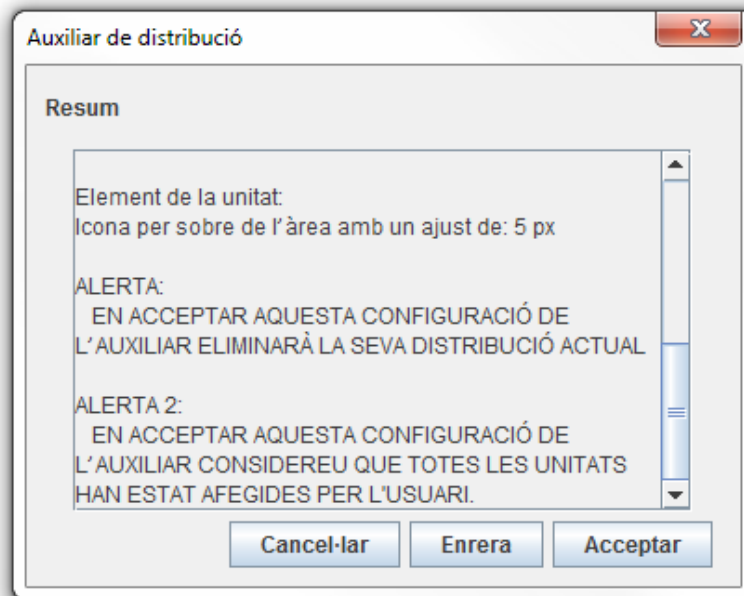 Auxiliar de distribució
Resum
Element de la unitat:
Icona per sobre de l'àrea amb un ajust de: 5 px
ALERTA:
EN ACCEPTAR AQUESTA CONFIGURACIÓ DE
L'AUXILIAR ELIMINARÀ LA SEVA DISTRIBUCIÓ ACTUAL
ALERTA 2:
EN ACCEPTAR AQUESTA CONFIGURACIÓ DE
L'AUXILIAR CONSIDEREU QUE TOTES LES UNITATS
HAN ESTAT AFEGIDES PER L'USUARI.
Cancel·lar Enrera Acceptar